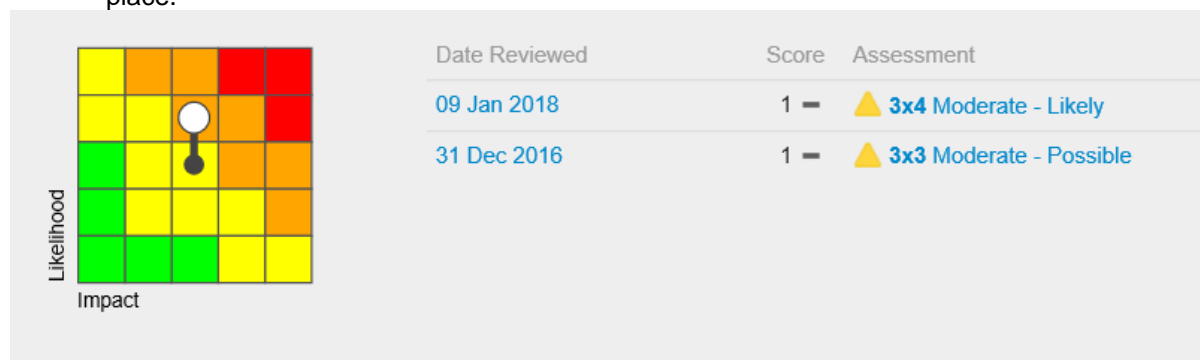 place.
Date Reviewed Score Assessment
09 Jan 2018 1 3x4 Moderate - Likely
31 Dec 2016 1 3x3 Moderate - Possible
Likelihood
Impact